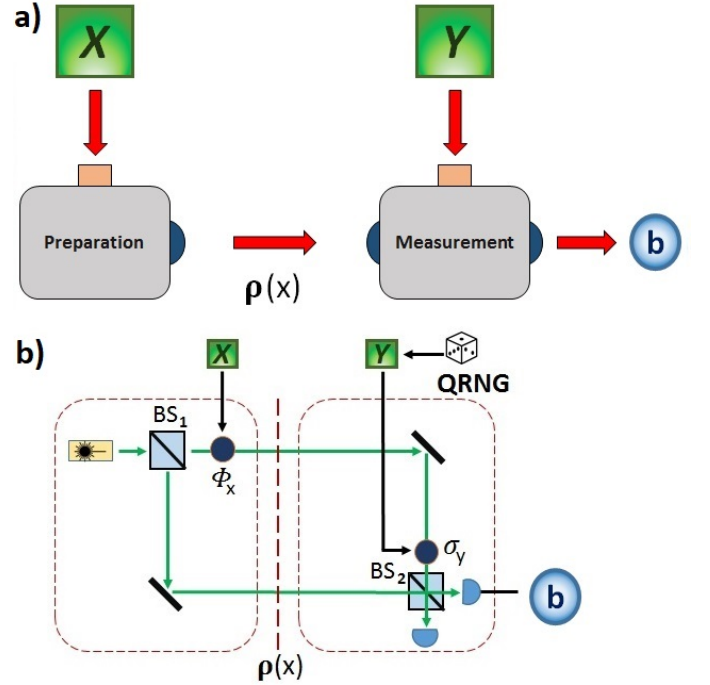 a)
X
Y
Preparation
Measurement
b
ρ(x)
b)
X
Y
QRNG
BS1
Φx
σy
BS2
b
ρ(x)